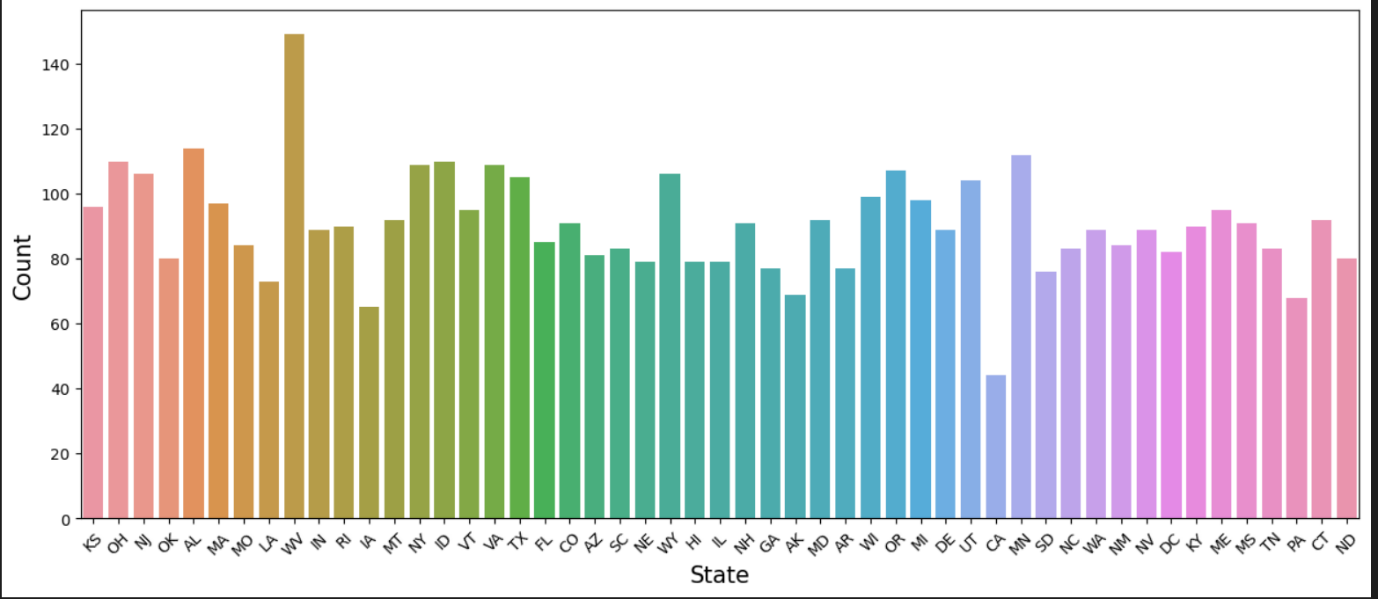 140
120
100
80
60
40
20
0
Count
KS OH NJ OK AL MA MO LA WV IN RI IA MT NY ID VT VA TX FL CO AZ SC NE WY HI IL NH GA AK MD AR WI OR MI DE UT CA MN SD NC WA NM NV DC KY ME MS TN PA CT ND
State